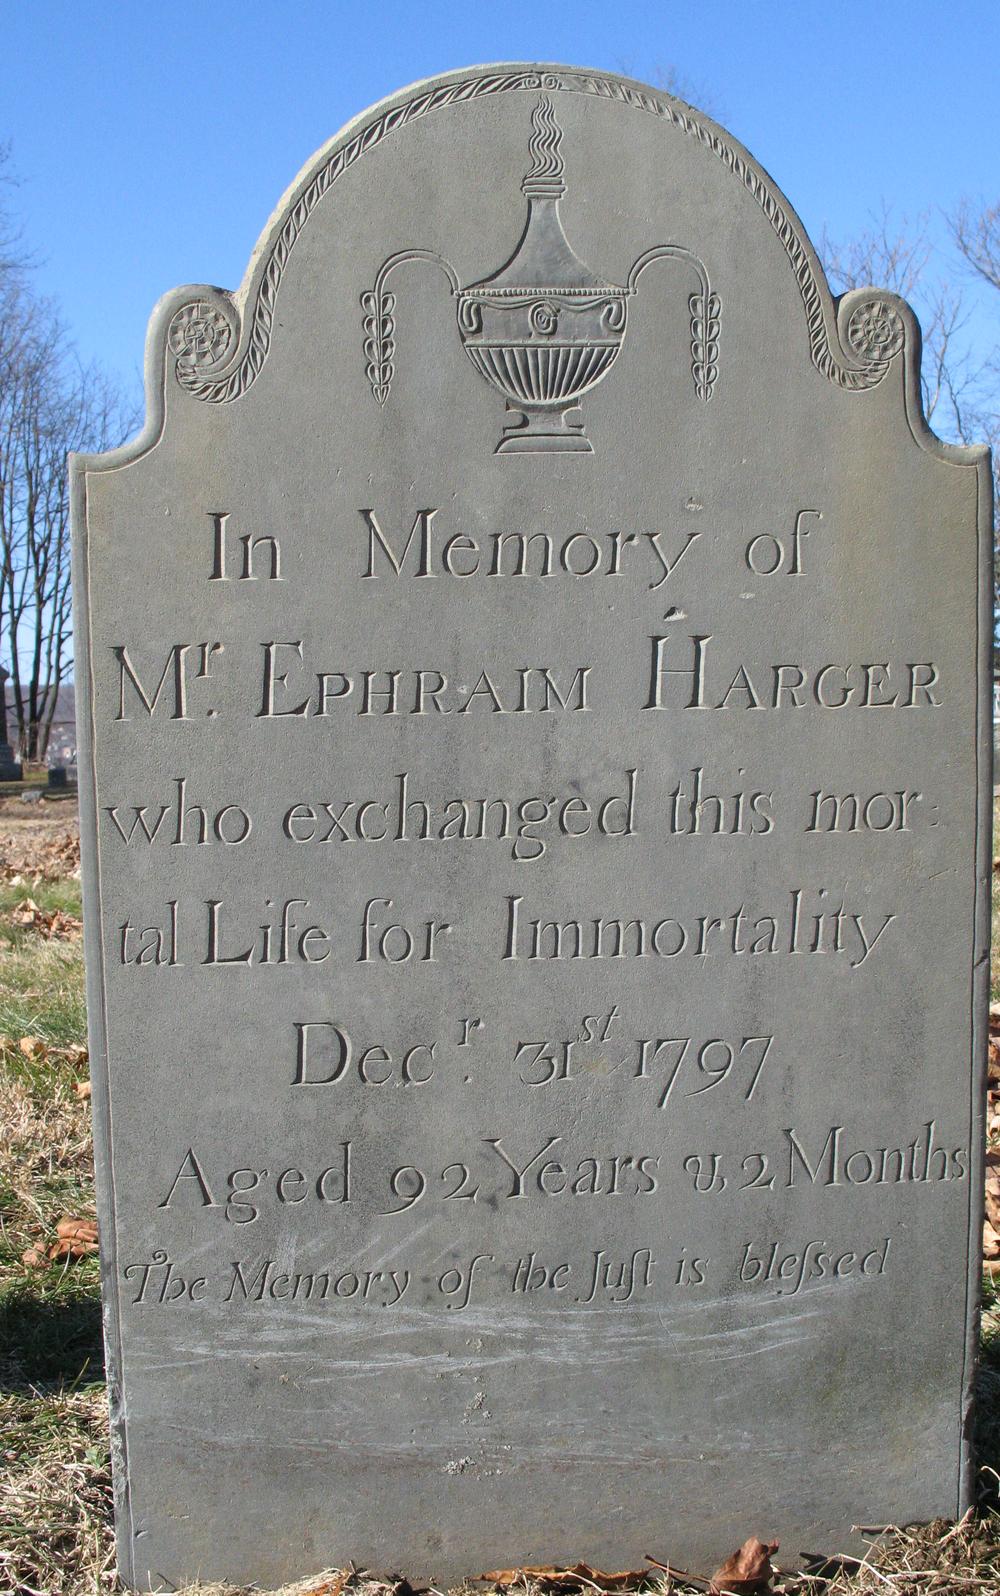 In Memory of
Mr. EPHRAIM HARGER
who exchanged this mor
tal Life for Immortality
Decr. 31st 1797
Aged 92 Years & 2 Months
The Memory of the Juſt is bleſsed